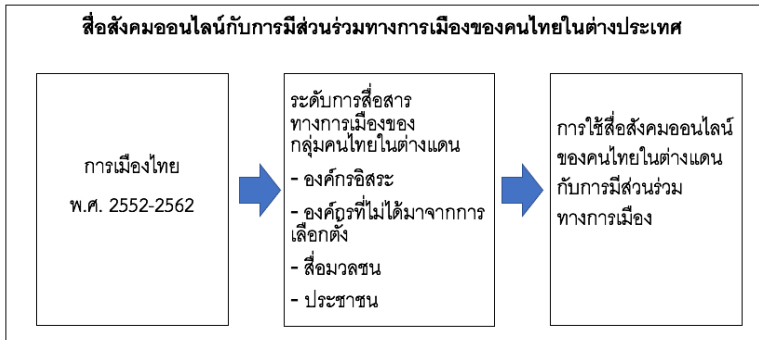 สื่อสังคมออนไลน์กับการมีส่วนร่วมทางการเมืองของคนไทยในต่างประเทศ
การเมืองไทย
พ.ศ. 2552-2562
ระดับการสื่อสาร
ทางการเมืองของ
กลุ่มคนไทยในต่างแดน
- องค์กรอิสระ
- องค์กรที่ไม่ได้มาจากการ
เลือกตั้ง
- สื่อมวลชน
- ประชาชน
การใช้สื่อสังคมออนไลน์
ของคนไทยในต่างแดน
กับการมีส่วนร่วม
ทางการเมือง